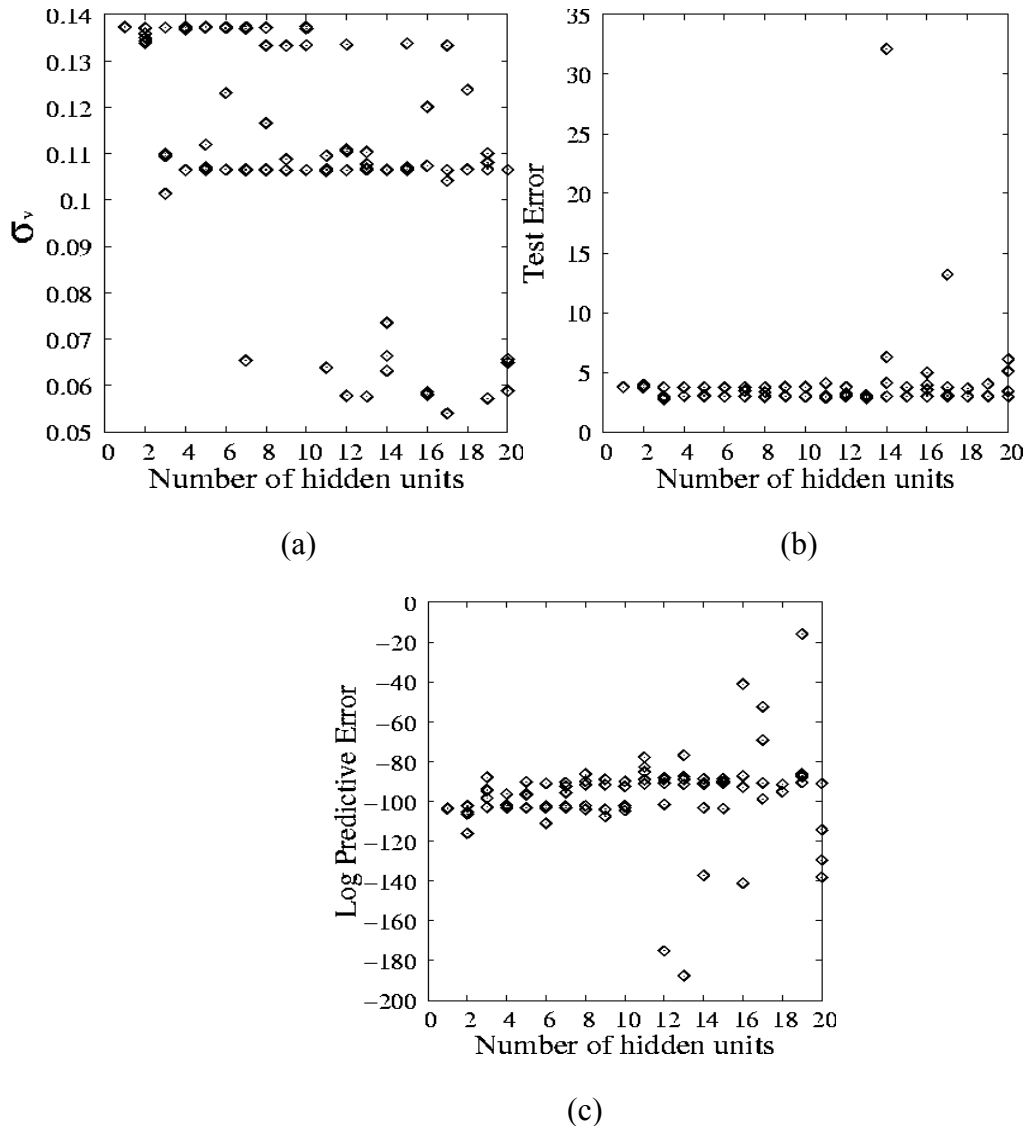 0.14
0.13
0.12
0.11
0.1
0.09
0.08
0.07
0.06
0.05
σv
0 2 4 6 8 10 12 14 16 18 20
Number of hidden units
(a)
35
30
25
20
15
10
5
0
Test Error
0 2 4 6 8 10 12 14 16 18 20
Number of hidden units
(b)
0
−20
−40
−60
−80
−100
−120
−140
−160
−180
−200
Log Predictive Error
0 2 4 6 8 10 12 14 16 18 20
Number of hidden units
(c)